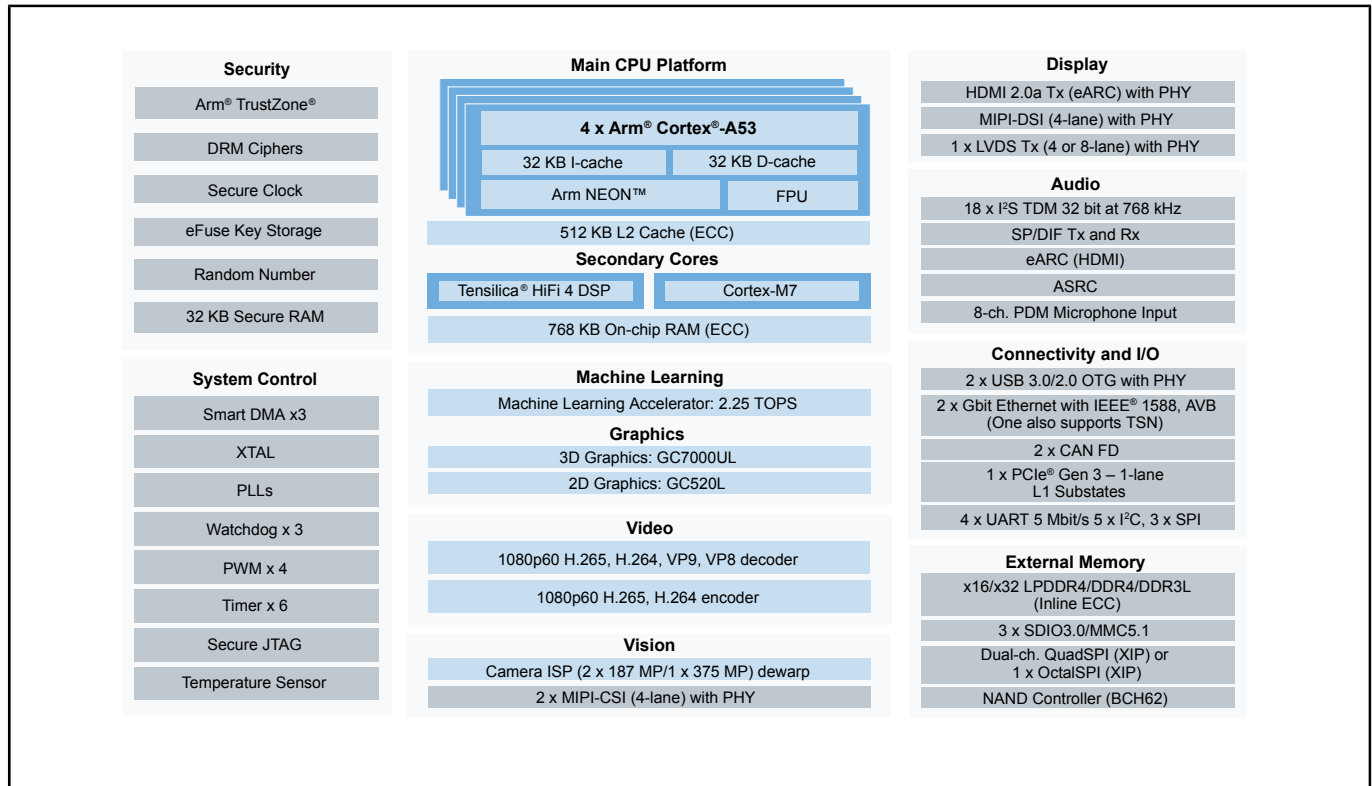 Security
Arm® TrustZone®
DRM Ciphers
Secure Clock
eFuse Key Storage
Random Number
32 KB Secure RAM
System Control
Smart DMA x3
XTAL
PLLs
Watchdog x 3
PWM x 4
Timer x 6
Secure JTAG
Temperature Sensor
Main CPU Platform
4 x Arm® Cortex®-A53
32 KB I-cache
32 KB D-cache
Arm NEON™
FPU
512 KB L2 Cache (ECC)
Secondary Cores
Tensilica® HiFi 4 DSP
Cortex-M7
768 KB On-chip RAM (ECC)
Machine Learning
Machine Learning Accelerator: 2.25 TOPS
Graphics
3D Graphics: GC7000UL
2D Graphics: GC520L
Video
1080p60 H.265, H.264, VP9, VP8 decoder
1080p60 H.265, H.264 encoder
Vision
Camera ISP (2 x 187 MP/1 x 375 MP) dewarp
2 x MIPI-CSI (4-lane) with PHY
Display
HDMI 2.0a Tx (eARC) with PHY
MIPI-DSI (4-lane) with PHY
1 x LVDS Tx (4 or 8-lane) with PHY
Audio
18 x I²S TDM 32 bit at 768 kHz
SP/DIF Tx and Rx
eARC (HDMI)
ASRC
8-ch. PDM Microphone Input
Connectivity and I/O
2 x USB 3.0/2.0 OTG with PHY
2 x Gbit Ethernet with IEEE® 1588, AVB
(One also supports TSN)
2 x CAN FD
1 x PCIe® Gen 3 – 1-lane
L1 Substates
4 x UART 5 Mbit/s 5 x I²C, 3 x SPI
External Memory
x16/x32 LPDDR4/DDR4/DDR3L
(Inline ECC)
3 x SDIO3.0/MMC5.1
Dual-ch. QuadSPI (XIP) or
1 x OctalSPI (XIP)
NAND Controller (BCH62)